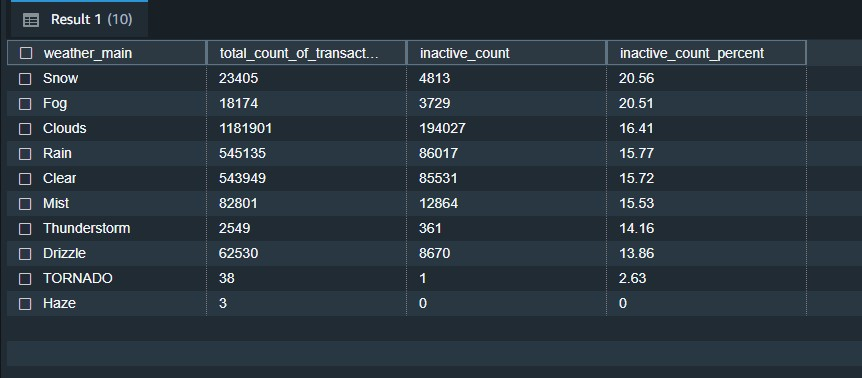 Result 1 (10)
weather_main total_count_of_transact... inactive_count inactive_count_percent
Snow 23405 4813 20.56
Fog 18174 3729 20.51
Clouds 1181901 194027 16.41
Rain 545135 86017 15.77
Clear 543949 85531 15.72
Mist 82801 12864 15.53
Thunderstorm 2549 361 14.16
Drizzle 62530 8670 13.86
TORNADO 38 1 2.63
Haze 3 0 0